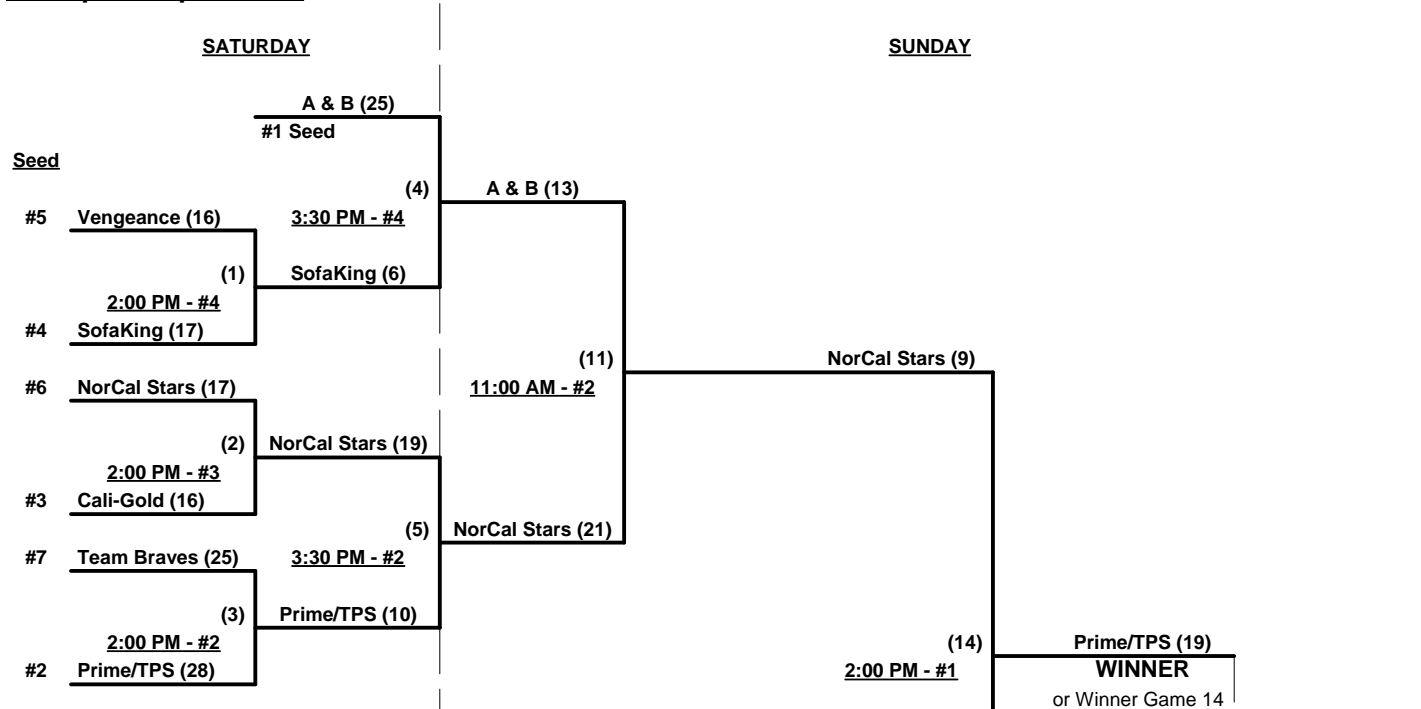 SATURDAY
SUNDAY
A & B (25)
#1 Seed
Seed
(4)
A & B (13)
#5
Vengeance (16)
3:30 PM - #4
(1)
SofaKing (6)
2:00 PM - #4
#4
SofaKing (17)
(11)
NorCal Stars (9)
#6
NorCal Stars (17)
11:00 AM - #2
(2)
NorCal Stars (19)
2:00 PM - #3
#3
Cali-Gold (16)
(5)
NorCal Stars (21)
#7
Team Braves (25)
3:30 PM - #2
(3)
Prime/TPS (10)
2:00 PM - #2
(14)
Prime/TPS (19)
#2
Prime/TPS (28)
2:00 PM - #1
WINNER
or Winner Game 14